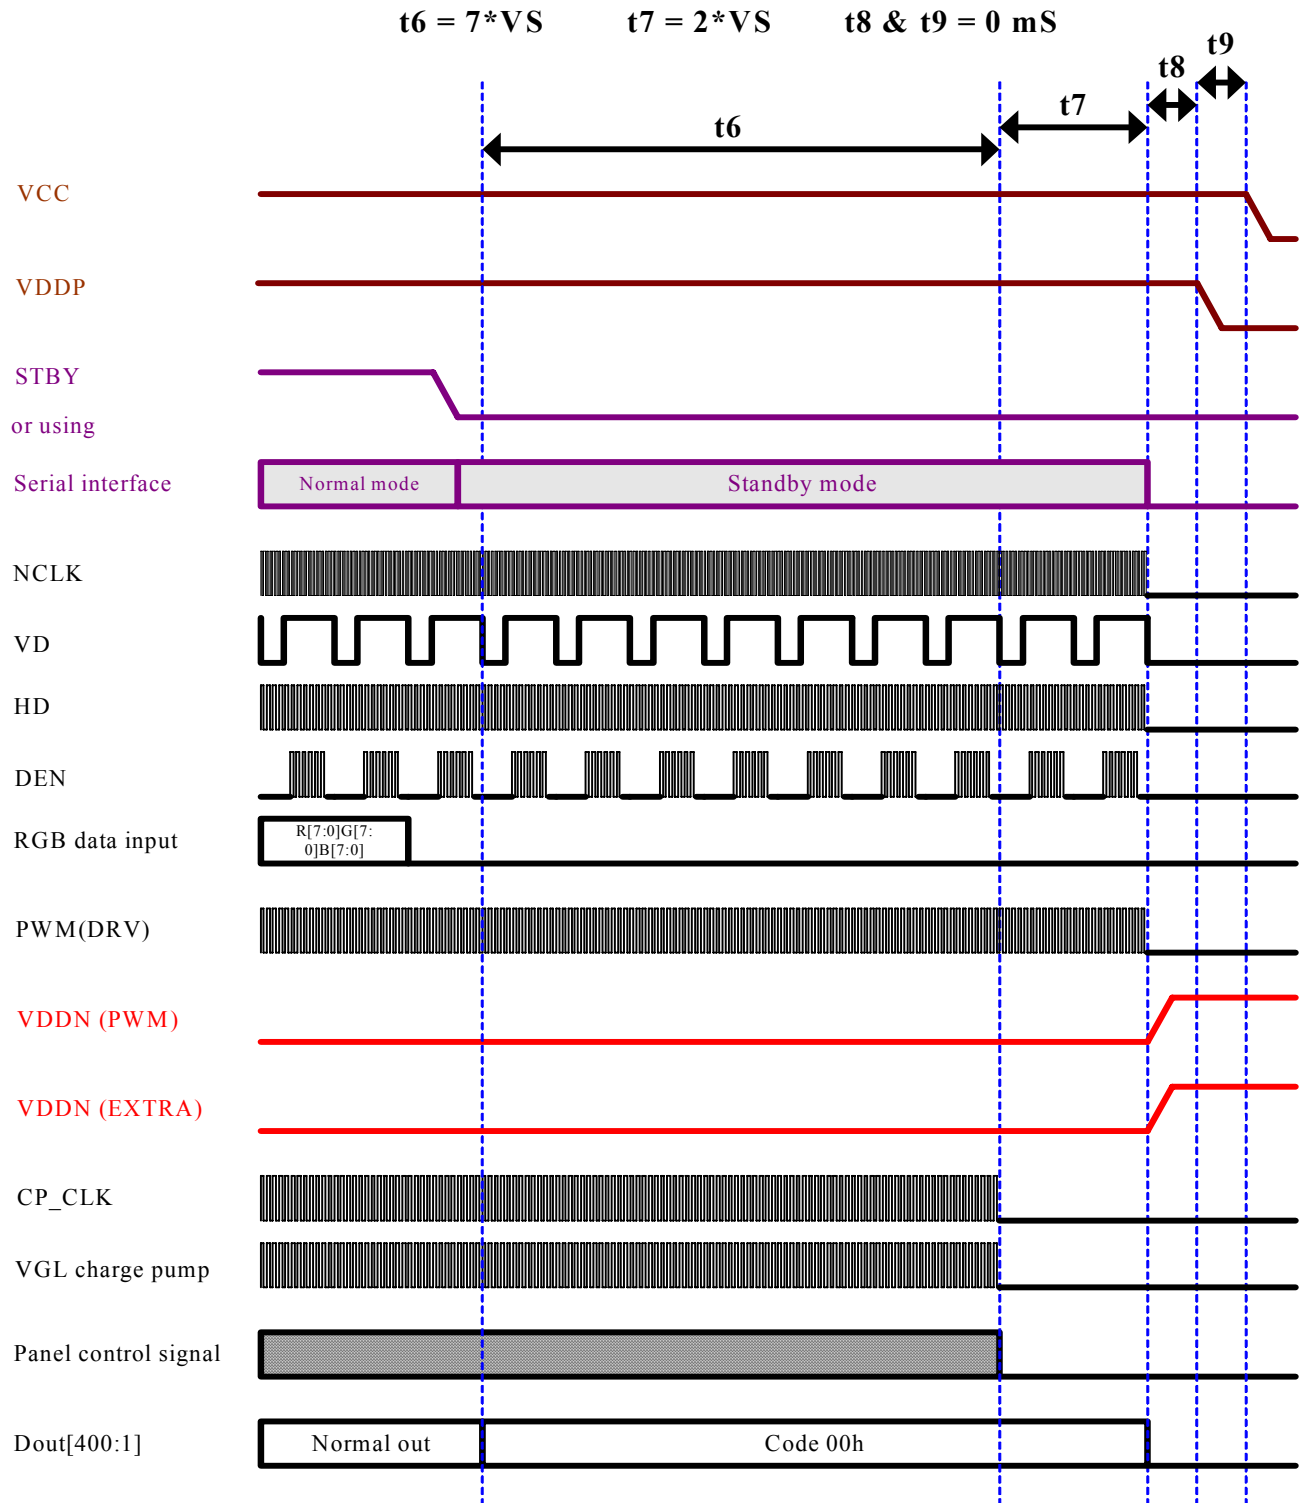 t6 = 7*VS t7 = 2*VS t8 & t9 = 0 mS
t9
t8
t7
t6
VCC
VDDP
STBY
or using
Serial interface Normal mode Standby mode
NCLK
VD
HD
DEN
RGB data input R[7:0]G[7:
0]B[7:0]
PWM(DRV)
VDDN (PWM)
VDDN (EXTRA)
CP_CLK
VGL charge pump
Panel control signal
Dout[400:1] Normal out Code 00h